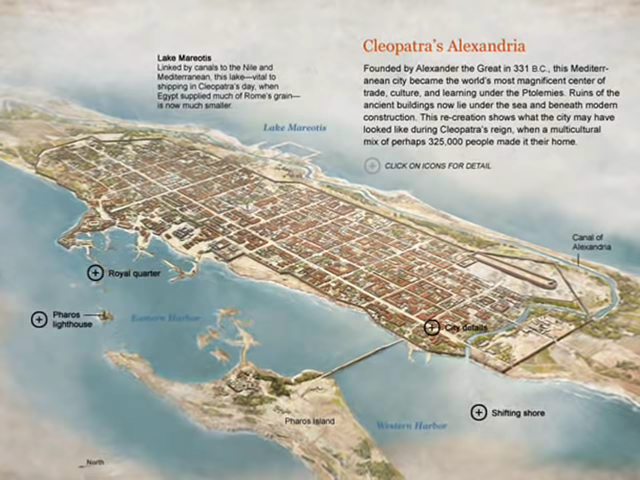 Cleopatra's Alexandria
Founded by Alexander the Great in 331 B.C., this Mediterr-
anean city became the world's most magnificent center of
trade, culture, and learning under the Ptolemies. Ruins of the
ancient buildings now lie under the sea and beneath modern
construction. This re-creation shows what the city may have
looked like during Cleopatra's reign, when a multicultural
mix of perhaps 325,000 people made it their home.
CLICK ON ICONS FOR DETAIL
Lake Mareotis
Linked by canals to the Nile and
Mediterranean, this lake—vital to
shipping in Cleopatra's day, when
Egypt supplied much of Rome's grain—
is now much smaller.
Lake Mareotis
Canal of
Alexandria
Royal quarter
Pharos
lighthouse
Eastern Harbor
City details
Shifting shore
Pharos Island
Western Harbor
North